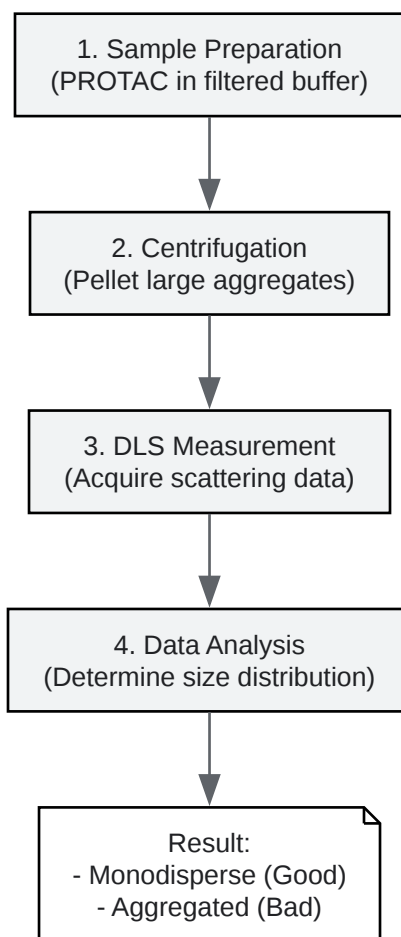 1. Sample Preparation
(PROTAC in filtered buffer)
2. Centrifugation
(Pellet large aggregates)
3. DLS Measurement
(Acquire scattering data)
4. Data Analysis
(Determine size distribution)
Result:
- Monodisperse (Good)
- Aggregated (Bad)